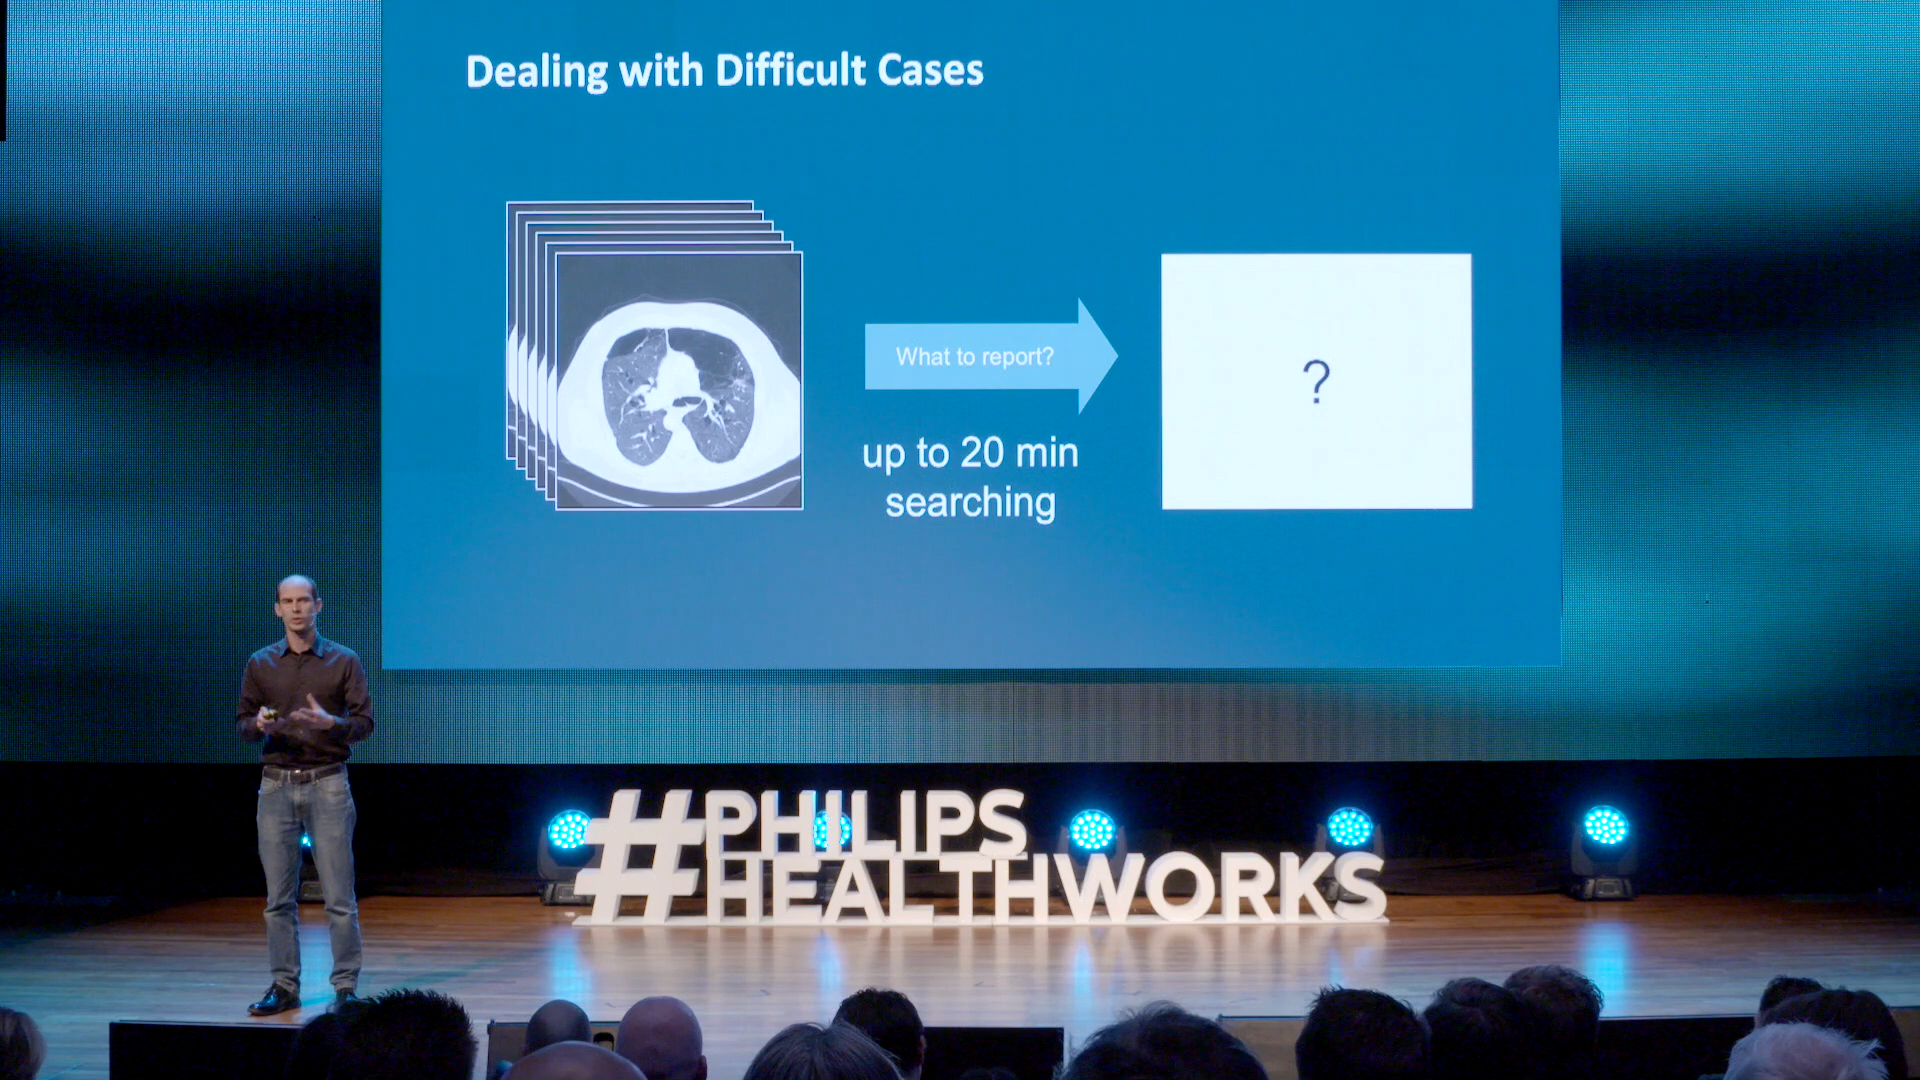 Dealing with Difficult Cases
What to report?
up to 20 min
searching
?
#PHILIPS
HEALTHWORKS